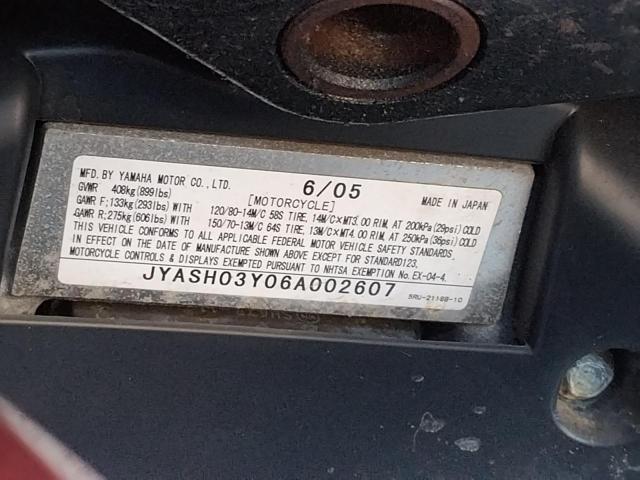 MFD. BY YAMAHA MOTOR CO., LTD. 6/05 MADE IN JAPAN
GVWR 408kg (899lbs) [MOTORCYCLE]
GAWR F; 133kg (293lbs) WITH 120/80-14M/C 58S TIRE, 14M/C×MT3.00 RIM, AT 200kPa (29psi) COLD
GAWR R; 275kg (606lbs) WITH 150/70-13M/C 64S TIRE, 13M/C×MT4.00 RIM, AT 250kPa (36psi) COLD
THIS VEHICLE CONFORMS TO ALL APPLICABLE FEDERAL MOTOR VEHICLE SAFETY STANDARDS
IN EFFECT ON THE DATE OF MANUFACTURE SHOWN ABOVE EXCEPT FOR STANDARD123,
MOTORCYCLE CONTROLS & DISPLAYS EXEMPTED PURSUANT TO NHTSA EXEMPTION No. EX-04-4.
JYASH03Y06A002607
5RU-21188-10